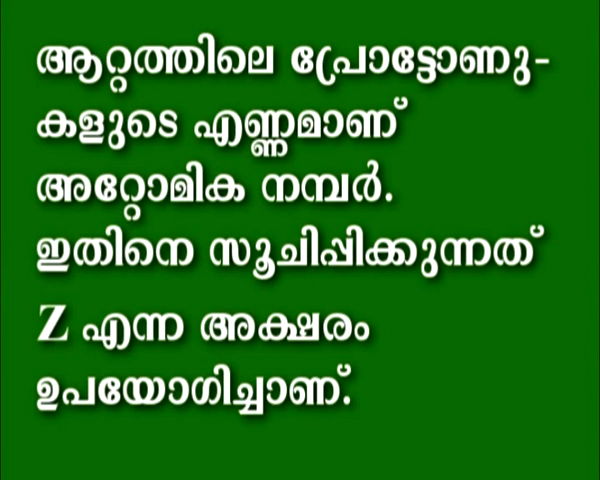 ആറ്റത്തിലെ പ്രോട്ടോണു-
കളുടെ എണ്ണമാണ്
അറ്റോമിക നമ്പർ.
ഇതിനെ സൂചിപ്പിക്കുന്നത്
Z എന്ന അക്ഷരം
ഉപയോഗിച്ചാണ്.